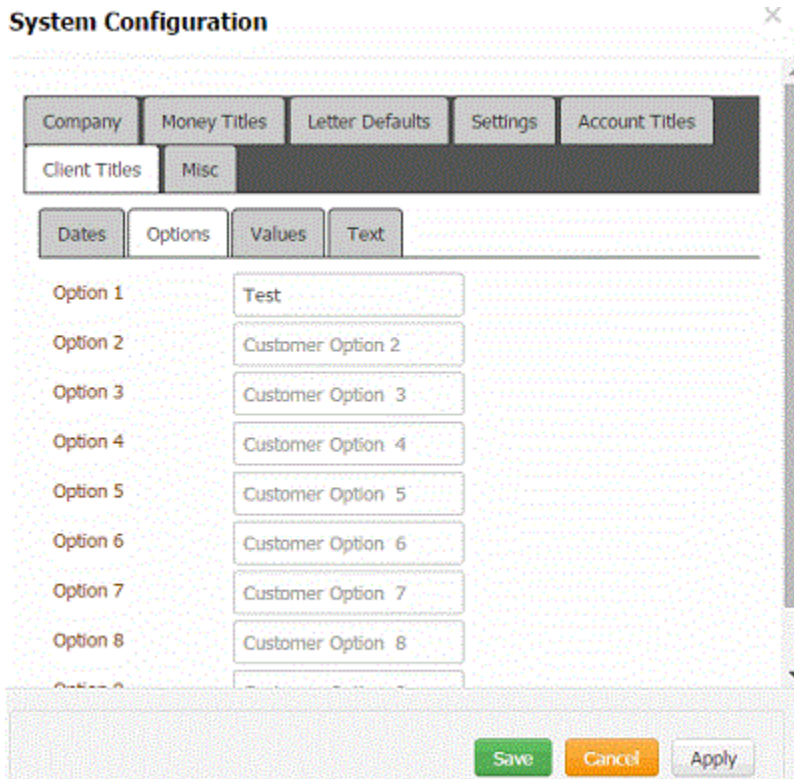 System Configuration
Company Money Titles Letter Defaults Settings Account Titles
Client Titles Misc
Dates Options Values Text
Option 1 Test
Option 2 Customer Option 2
Option 3 Customer Option 3
Option 4 Customer Option 4
Option 5 Customer Option 5
Option 6 Customer Option 6
Option 7 Customer Option 7
Option 8 Customer Option 8
Save Cancel Apply